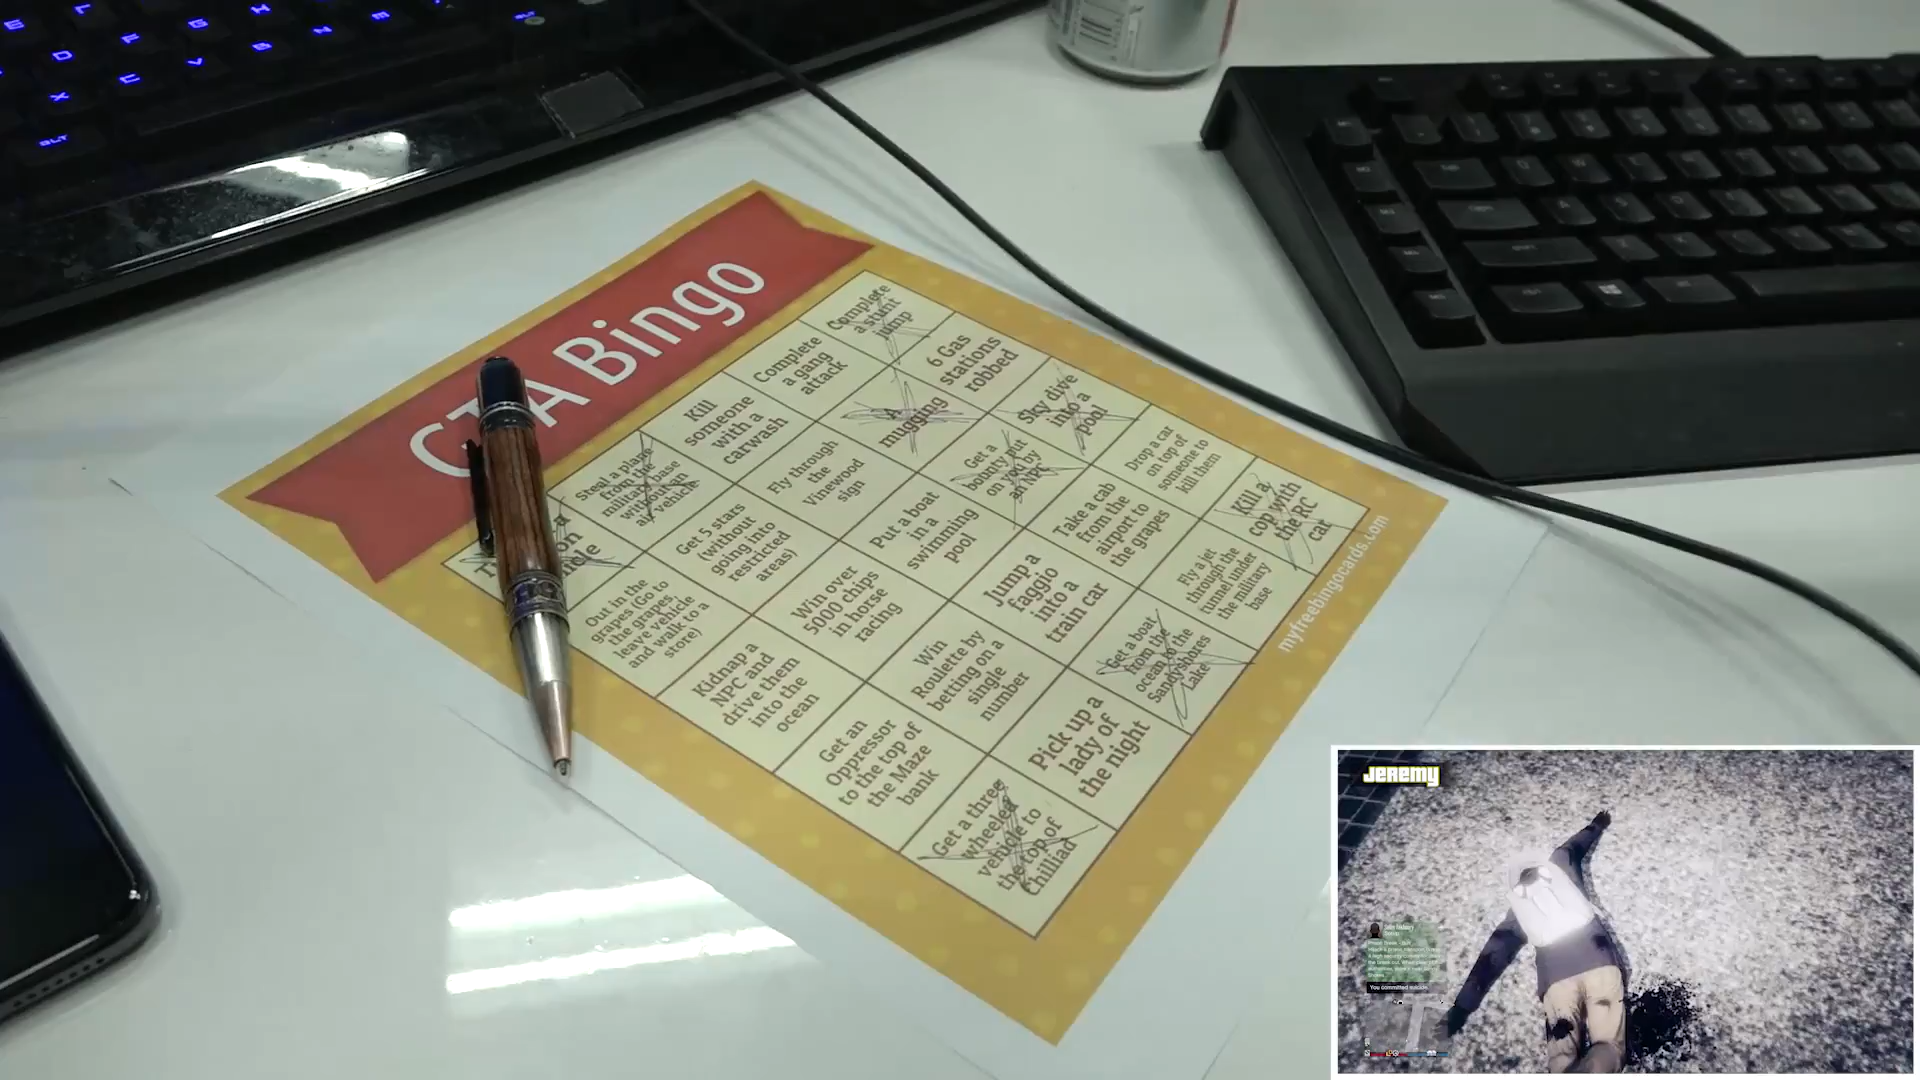 GTA Bingo
Steal a plane
from the
military base
without an
air vehicle
Kill
someone
with a
carwash
Complete
a gang
attack
Complete
a stunt
jump
Out in the
grapes (Go to
the grapes,
leave vehicle
and walk to a
store)
Get 5 stars
(without
going into
restricted
areas)
Fly through
the
Vinewood
sign
A
mugging
6 Gas
stations
robbed
Kidnap a
NPC and
drive them
into the
ocean
Win over
5000 chips
in horse
racing
Put a boat
in a
swimming
pool
Get a
bounty put
on you by
an NPC
Sky dive
into a
pool
Get an
Oppressor
to the top of
the Maze
bank
Win
Roulette by
betting on a
single
number
Jump a
faggio
into a
train car
Take a cab
from the
airport to
the grapes
Drop a car
on top of
someone to
kill them
Get a three
wheeled
vehicle to
the top of
Chilliad
Pick up a
lady of
the night
Get a boat
from the
ocean to the
Sandyshores
Lake
Fly a jet
through the
tunnel under
the military
base
Kill a
cop with
the RC
car
myfreebingocards.com
JEREMY
You committed suicide.